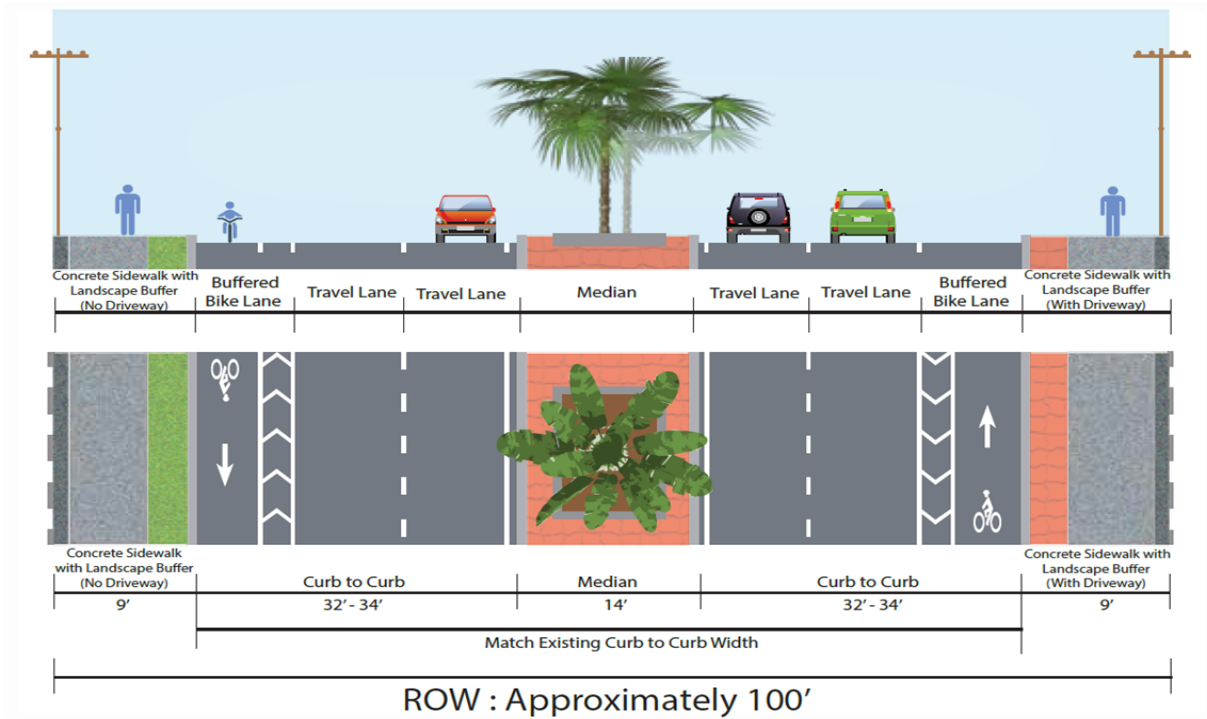 Concrete Sidewalk with
Landscape Buffer
(No Driveway)
Buffered
Bike Lane
Travel Lane
Travel Lane
Median
Travel Lane
Travel Lane
Buffered
Bike Lane
Concrete Sidewalk with
Landscape Buffer
(With Driveway)
Concrete Sidewalk
with Landscape Buffer
(No Driveway)
Curb to Curb
Median
Curb to Curb
Concrete Sidewalk with
Landscape Buffer
(With Driveway)
9’
32’ - 34’
14’
32’ - 34’
9’
Match Existing Curb to Curb Width
ROW : Approximately 100’